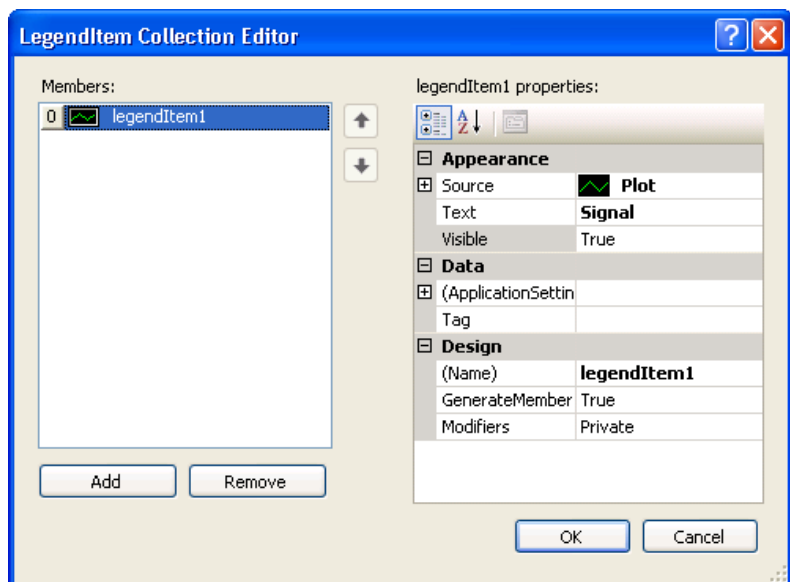 LegendItem Collection Editor
Members:
0 legendItem1
Add Remove
legendItem1 properties:
Appearance
Source Plot
Text Signal
Visible True
Data
(ApplicationSettin
Tag
Design
(Name) legendItem1
GenerateMember True
Modifiers Private
OK Cancel